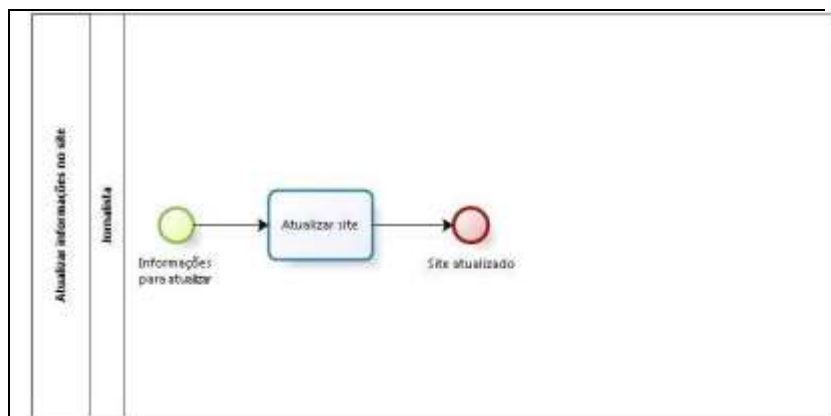 Atualizar informações no site
Jornalista
Informações
para atualizar
Atualizar site
Site atualizado